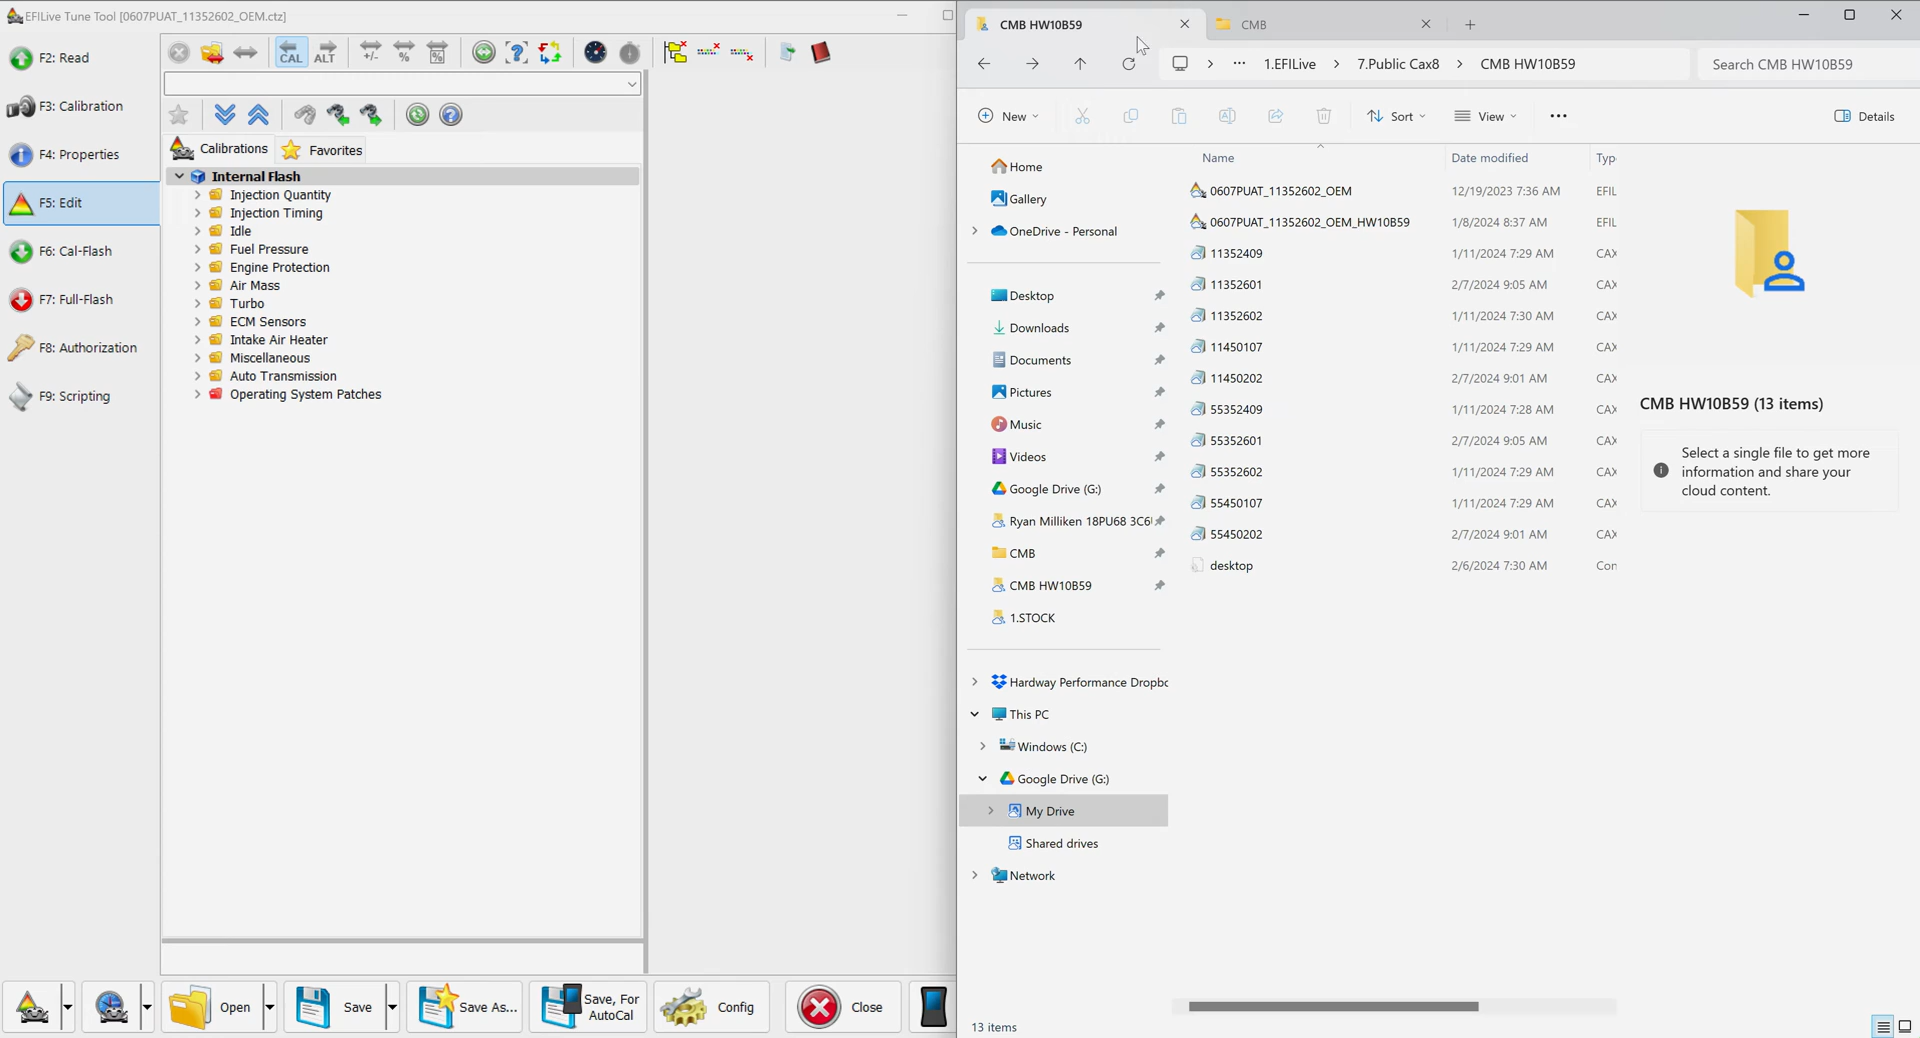 EFILive Tune Tool [0607PUAT_11352602_OEM.ctz]
F2: Read
F3: Calibration
F4: Properties
F5: Edit
F6: Cal-Flash
F7: Full-Flash
F8: Authorization
F9: Scripting
CAL
ALT
Calibrations
Favorites
Internal Flash
Injection Quantity
Injection Timing
Idle
Fuel Pressure
Engine Protection
Air Mass
Turbo
ECM Sensors
Intake Air Heater
Miscellaneous
Auto Transmission
Operating System Patches
Open
Save
Save As...
Save, For
AutoCal
Config
Close
CMB HW10B59
CMB
1.EFILive
7.Public Cax8
CMB HW10B59
Search CMB HW10B59
New
Sort
View
Details
Home
Gallery
OneDrive - Personal
Desktop
Downloads
Documents
Pictures
Music
Videos
Google Drive (G:)
Ryan Milliken 18PU68 3C6
CMB
CMB HW10B59
1.STOCK
Hardway Performance Dropbo
This PC
Windows (C:)
Google Drive (G:)
My Drive
Shared drives
Network
Name Date modified Typ
0607PUAT_11352602_OEM 12/19/2023 7:36 AM EFIL
0607PUAT_11352602_OEM_HW10B59 1/8/2024 8:37 AM EFIL
11352409 1/11/2024 7:29 AM CAX
11352601 2/7/2024 9:05 AM CAX
11352602 1/11/2024 7:30 AM CAX
11450107 1/11/2024 7:29 AM CAX
11450202 2/7/2024 9:01 AM CAX
55352409 1/11/2024 7:28 AM CAX
55352601 2/7/2024 9:05 AM CAX
55352602 1/11/2024 7:29 AM CAX
55450107 1/11/2024 7:29 AM CAX
55450202 2/7/2024 9:01 AM CAX
desktop 2/6/2024 7:30 AM Con
CMB HW10B59 (13 items)
Select a single file to get more
information and share your
cloud content.
13 items